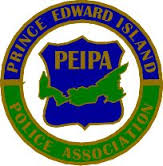 PRINCE EDWARD ISLAND
PEIPA
POLICE ASSOCIATION